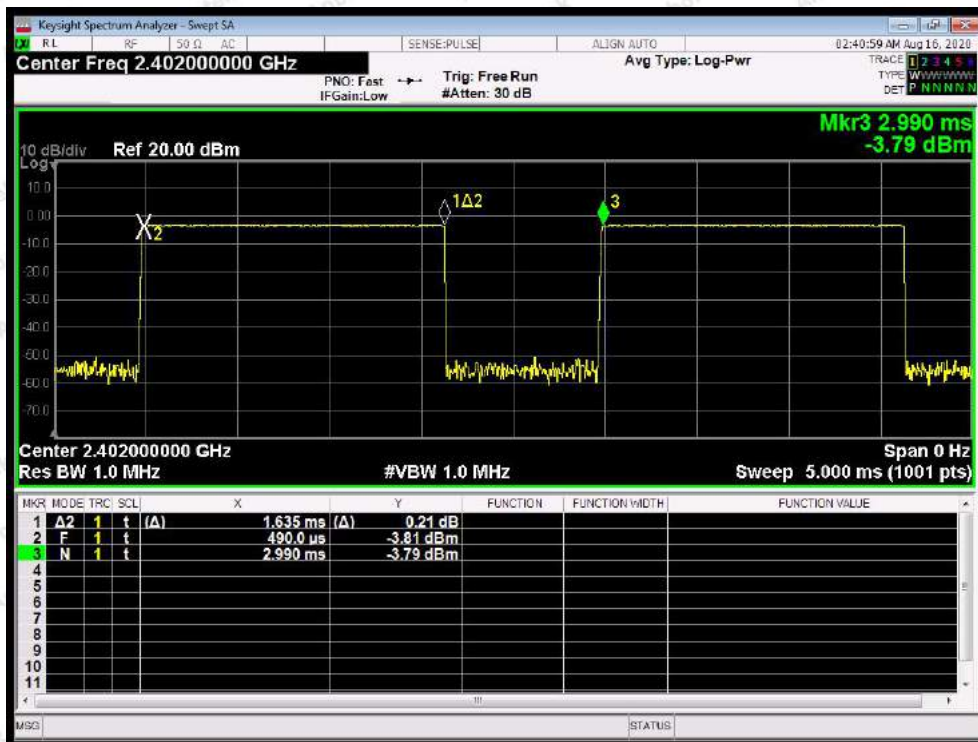 Keysight Spectrum Analyzer - Swept SA
RL RF 50 Ω AC SENSE:PULSE ALIGN AUTO 02:40:59 AM Aug 16, 2020
Center Freq 2.402000000 GHz
PNO: Fast
IFGain:Low
Trig: Free Run
#Atten: 30 dB
Avg Type: Log-Pwr
TRACE 1 2 3 4 5 6
TYPE WWWWWW
DET P N N N N N
Mkr3 2.990 ms
-3.79 dBm
10 dB/div Ref 20.00 dBm
Log
10.0
0.00
-10.0
-20.0
-30.0
-40.0
-50.0
-60.0
-70.0
2
1Δ2
3
Center 2.402000000 GHz Span 0 Hz
Res BW 1.0 MHz #VBW 1.0 MHz Sweep 5.000 ms (1001 pts)
MKR MODE TRC SCL X Y FUNCTION FUNCTION WIDTH FUNCTION VALUE
1 Δ2 1 t (Δ) 1.635 ms (Δ) 0.21 dB
2 F 1 t 490.0 µs -3.81 dBm
3 N 1 t 2.990 ms -3.79 dBm
4
5
6
7
8
9
10
11
MSG STATUS